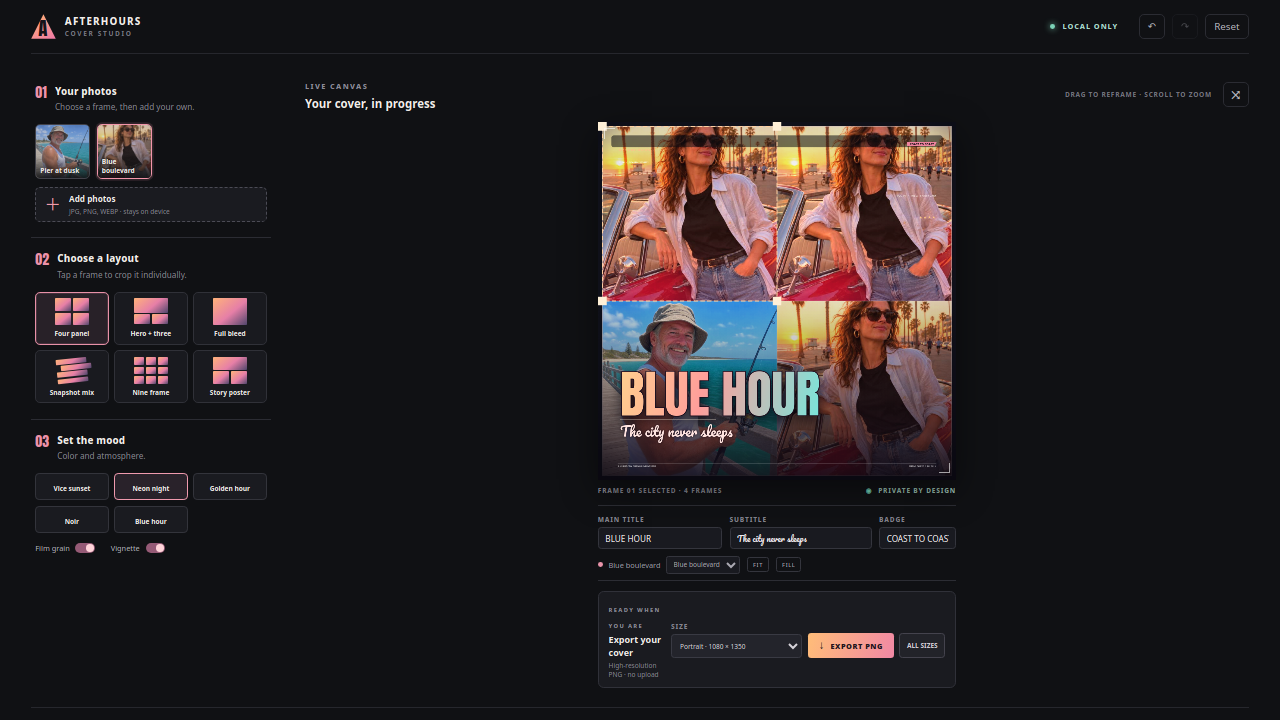 AFTERHOURS
COVER STUDIO
LOCAL ONLY
↶
↷
Reset
01 Your photos
Choose a frame, then add your own.
Pier at dusk
Blue
boulevard
Add photos
JPG, PNG, WEBP · stays on device
02 Choose a layout
Tap a frame to crop it individually.
Four panel
Hero + three
Full bleed
Snapshot mix
Nine frame
Story poster
03 Set the mood
Color and atmosphere.
Vice sunset
Neon night
Golden hour
Noir
Blue hour
Film grain
Vignette
LIVE CANVAS
Your cover, in progress
DRAG TO REFRAME · SCROLL TO ZOOM
BLUE HOUR
The city never sleeps
FRAME 01 SELECTED · 4 FRAMES
PRIVATE BY DESIGN
MAIN TITLE
SUBTITLE
BADGE
BLUE HOUR
The city never sleeps
COAST TO COAS
Blue boulevard
Blue boulevard
FIT
FILL
READY WHEN
YOU ARE
Export your
cover
High-resolution
PNG · no upload
SIZE
Portrait · 1080 × 1350
↓ EXPORT PNG
ALL SIZES